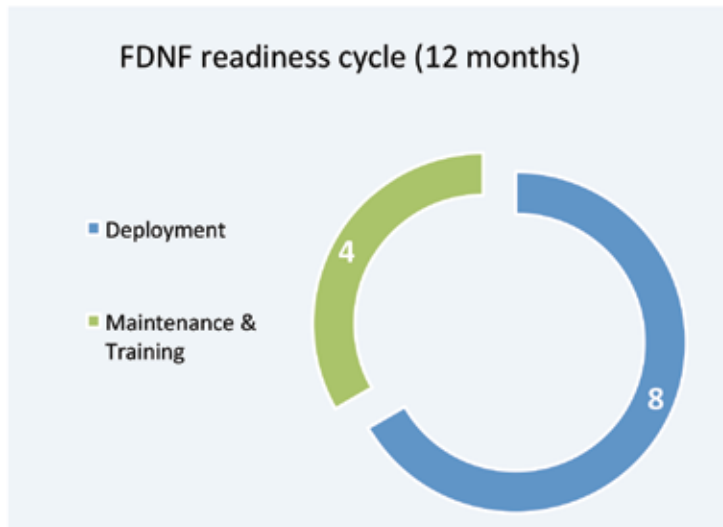 FDNF readiness cycle (12 months)
Deployment
Maintenance &
Training
4
8